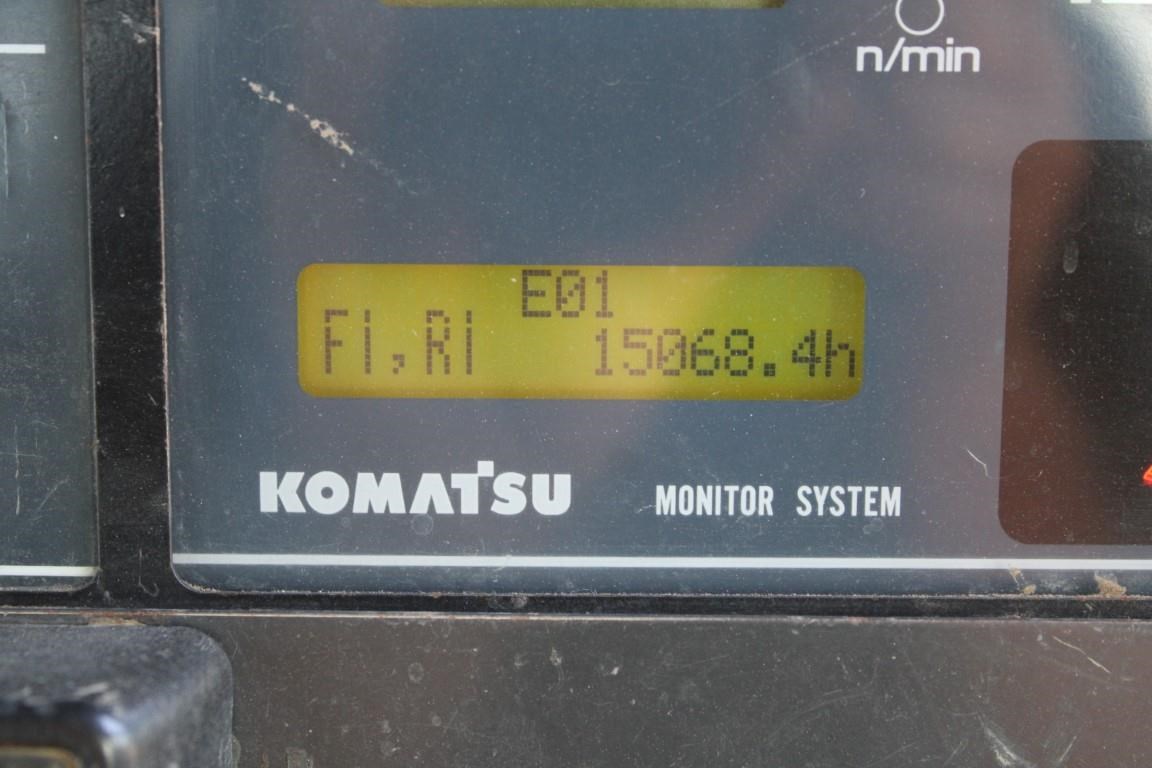 n/min
E01
F1,R1 15068.4h
KOMATSU MONITOR SYSTEM